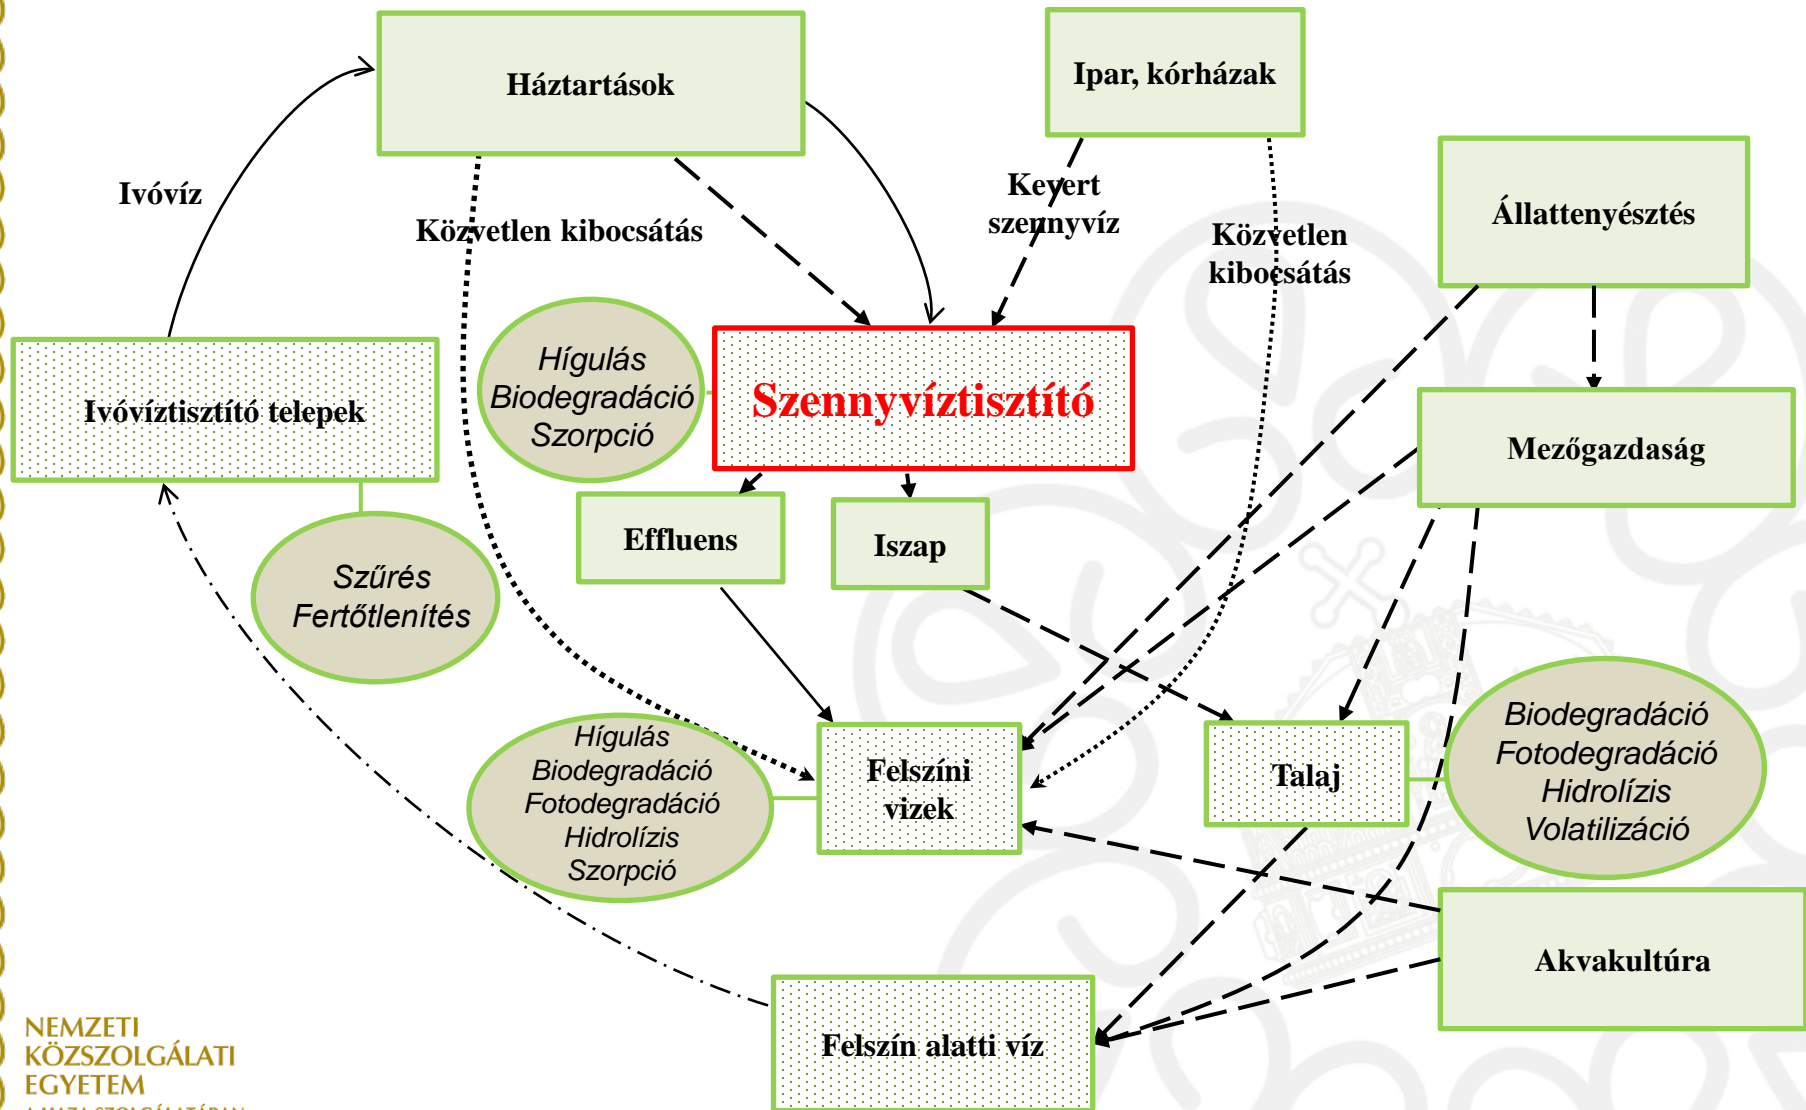 Háztartások
Ipar, kórházak
Ivóvíz
Közvetlen kibocsátás
Kevert
szennyvíz
Közvetlen
kibocsátás
Állattenyésztés
Hígulás
Biodegradáció
Szorpció
Szennyvíztisztító
Ivóvíztisztító telepek
Mezőgazdaság
Effluens
Iszap
Szűrés
Fertőtlenítés
Hígulás
Biodegradáció
Fotodegradáció
Hidrolízis
Szorpció
Felszíni
vizek
Talaj
Biodegradáció
Fotodegradáció
Hidrolízis
Volatilizáció
Akvakultúra
Felszín alatti víz
NEMZETI
KÖZSZOLGÁLATI
EGYETEM
A HAZA SZOLGÁLATÁBAN